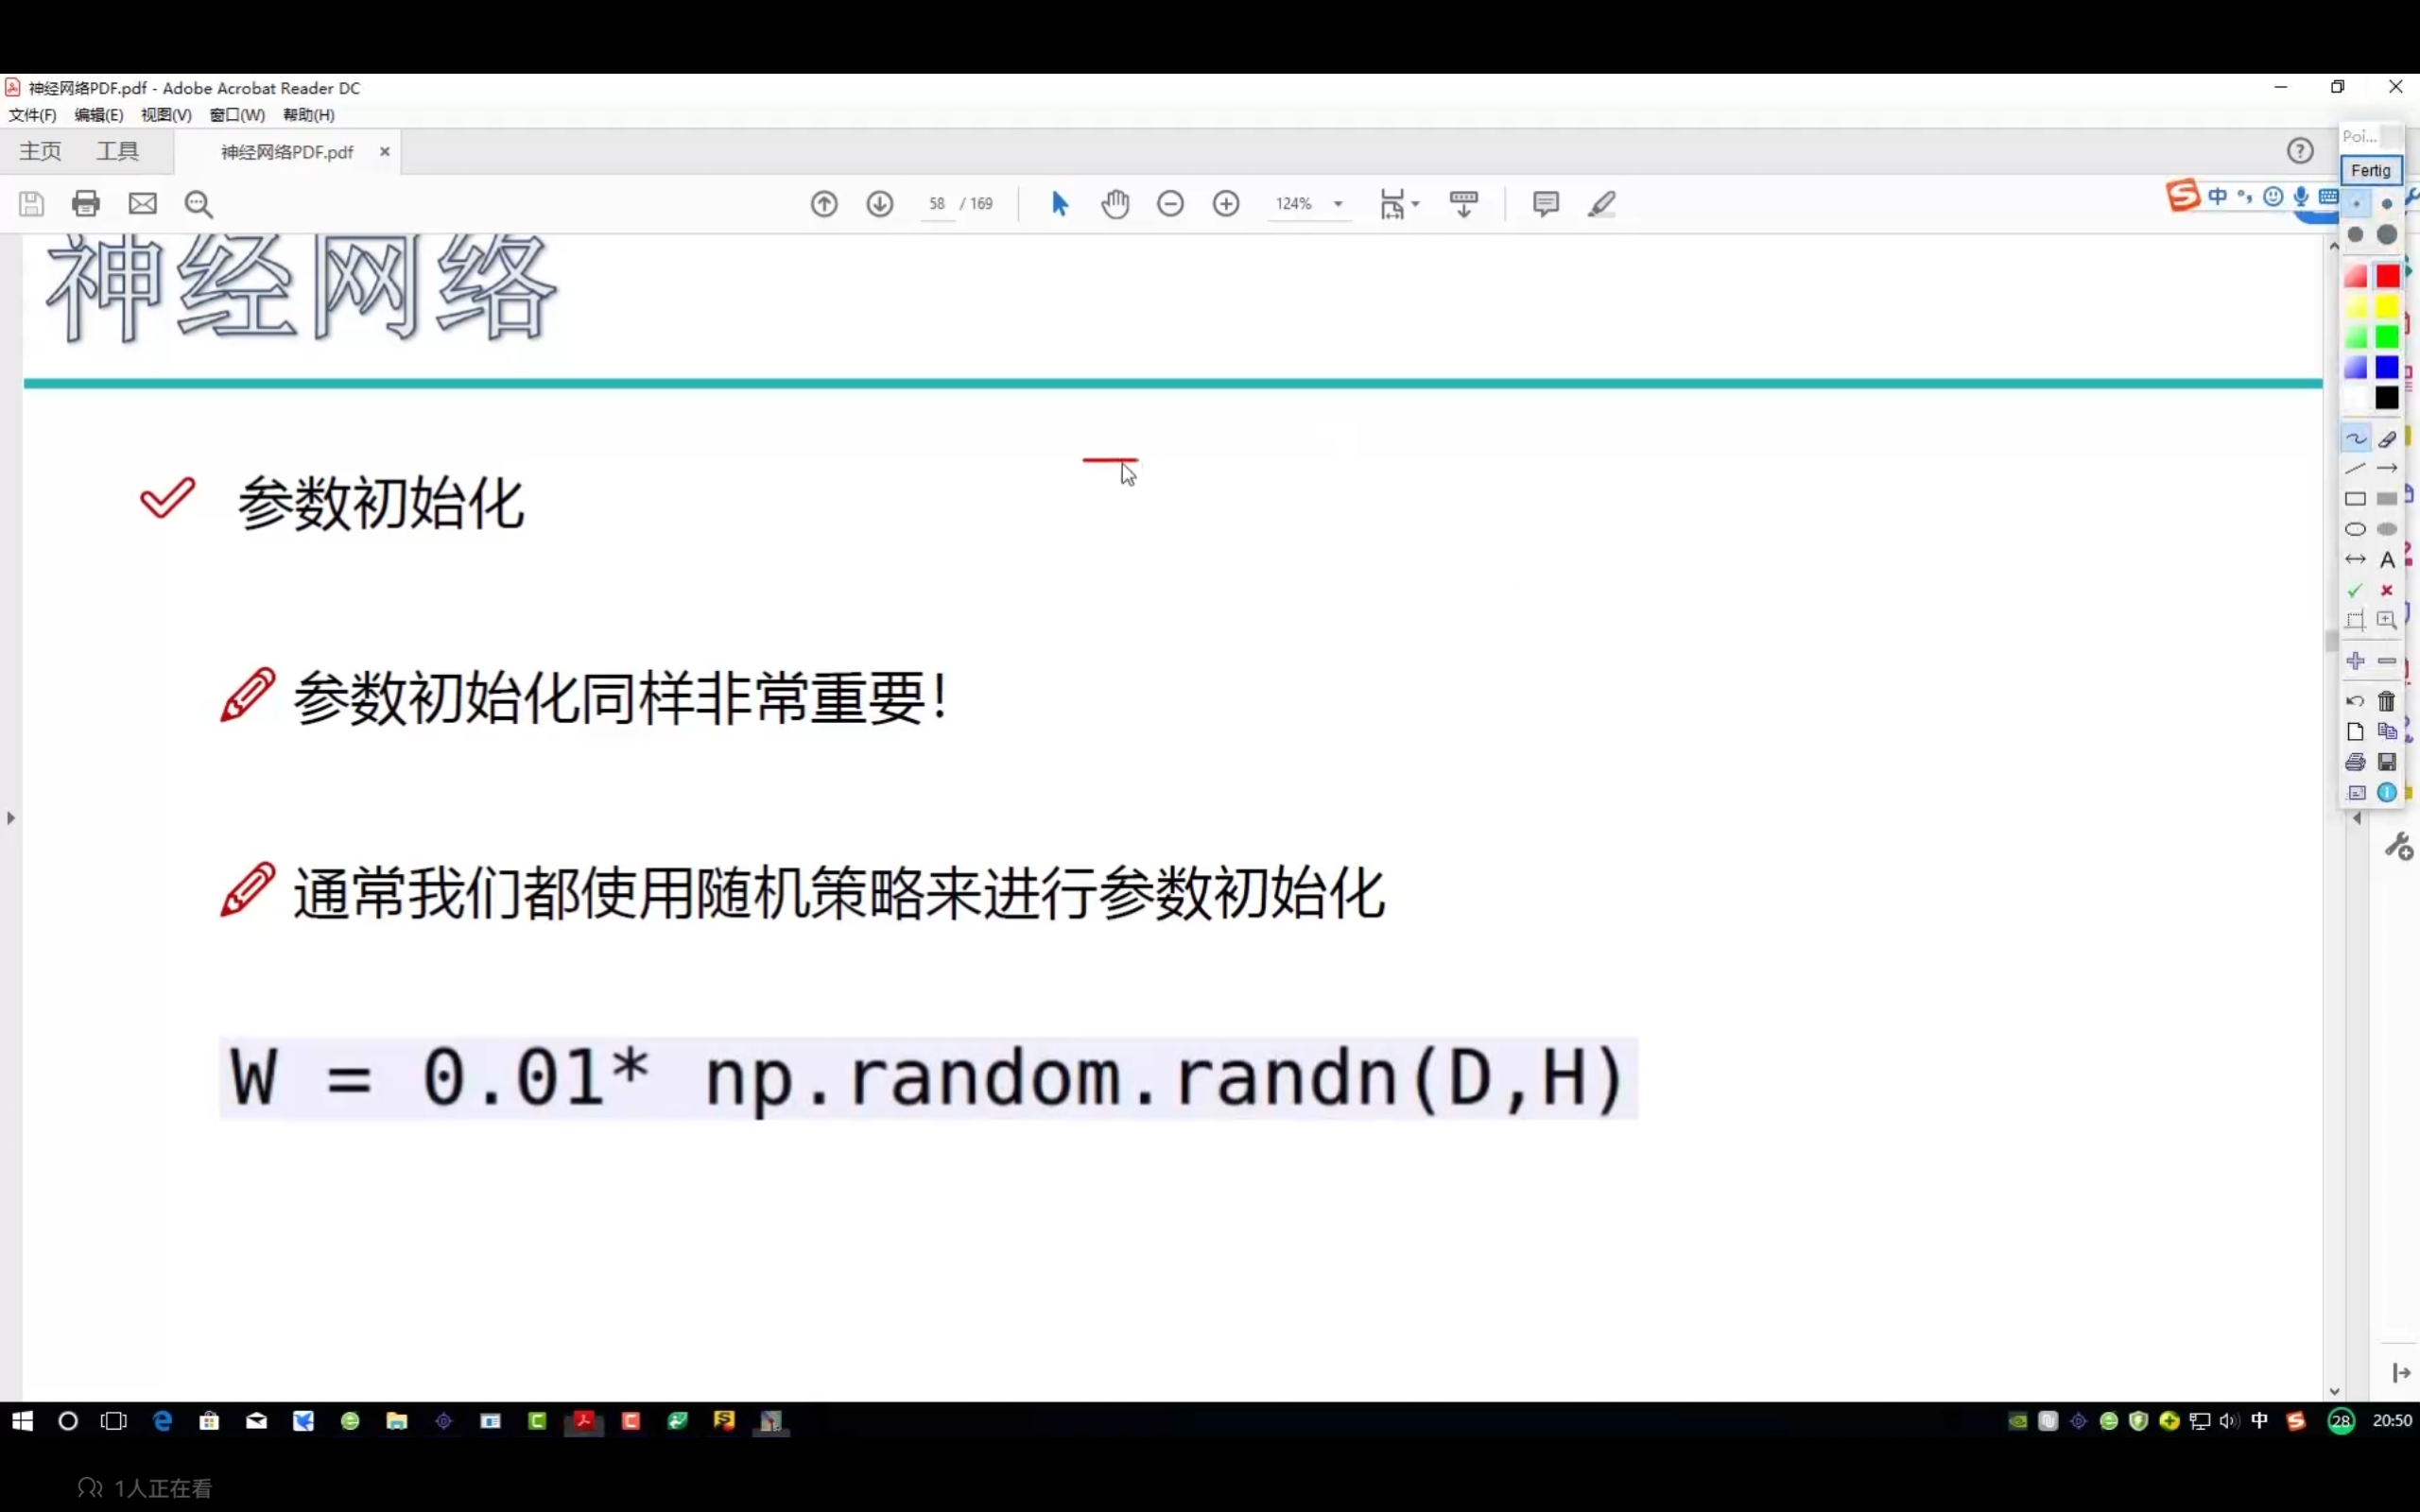 神经网络PDF.pdf - Adobe Acrobat Reader DC
文件(F) 编辑(E) 视图(V) 窗口(W) 帮助(H)
主页 工具 神经网络PDF.pdf
Poi...
Fertig
58 / 169 124%
中
神经网络
参数初始化
A
参数初始化同样非常重要!
通常我们都使用随机策略来进行参数初始化
W = 0.01* np.random.randn(D,H)
中 28 20:50
1人正在看